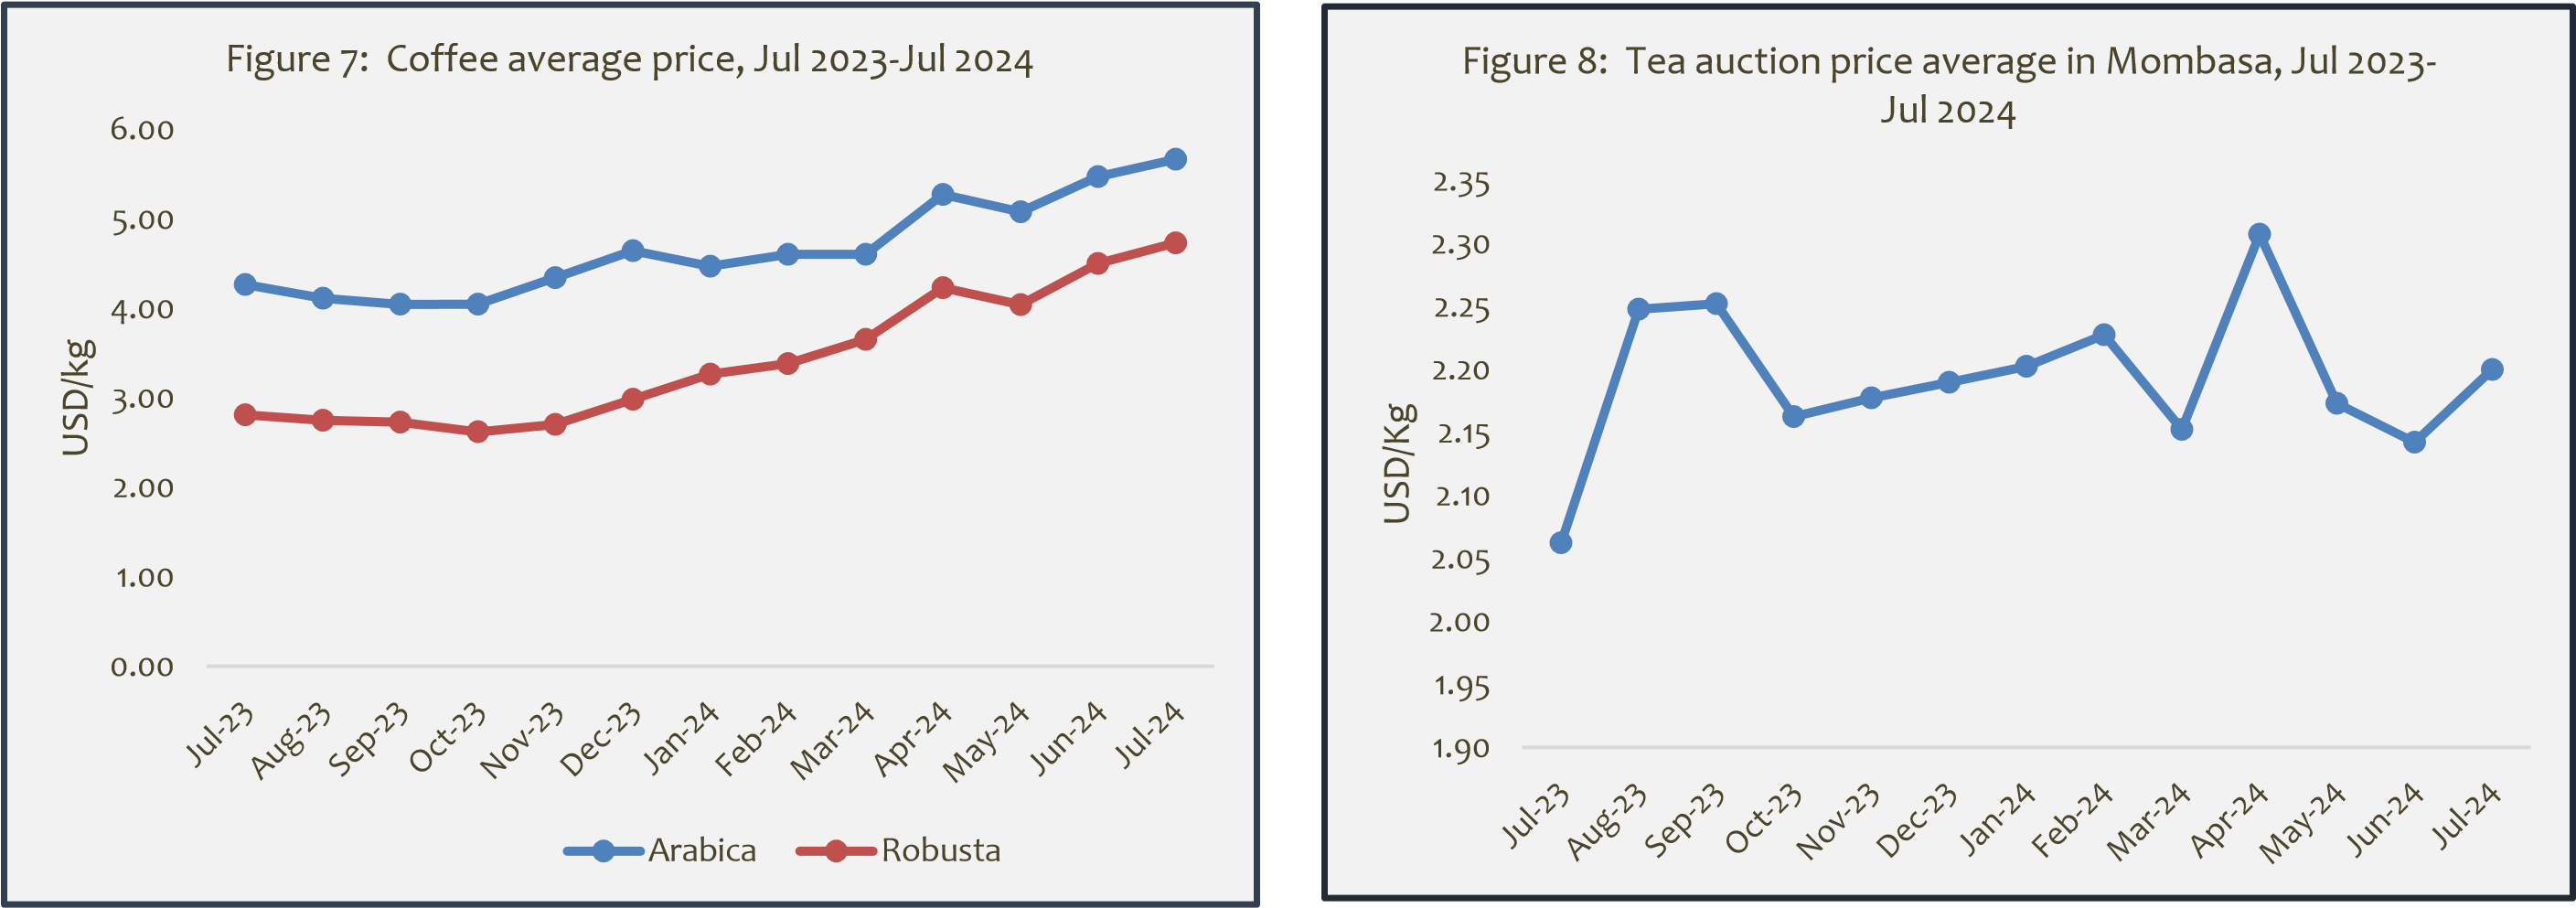 Figure 7:  Coffee average price, Jul 2023-Jul 2024
6.00
5.00
4.00
3.00
2.00
1.00
0.00
USD/kg
Jul-23
Aug-23
Sep-23
Oct-23
Nov-23
Dec-23
Jan-24
Feb-24
Mar-24
Apr-24
May-24
Jun-24
Jul-24
Arabica
Robusta
Figure 8:  Tea auction price average in Mombasa, Jul 2023-
Jul 2024
2.35
2.30
2.25
2.20
2.15
2.10
2.05
2.00
1.95
1.90
USD/Kg
Jul-23
Aug-23
Sep-23
Oct-23
Nov-23
Dec-23
Jan-24
Feb-24
Mar-24
Apr-24
May-24
Jun-24
Jul-24